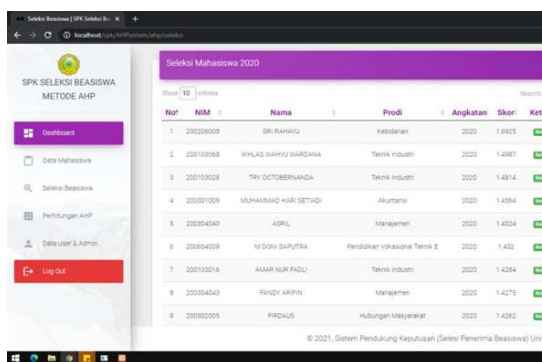 Seleksi Beasiswa | SPK Seleksi Be
localhost/spk/AHPsistem/ahp/seleksi
SPK SELEKSI BEASISWA
METODE AHP
Dashboard
Data Mahasiswa
Seleksi Beasiswa
Perhitungan AHP
Data User & Admin
Log Out
Seleksi Mahasiswa 2020
Show 10 entries
Search
No NIM Nama Prodi Angkatan Skor Ket
1 200206008 SRI RAHAYU Kebidanan 2020 1.6925
2 200103068 IKHLAS WAHYU WARDANA Teknik Industri 2020 1.4987
3 200103028 TRY OCTOBERNANDA Teknik Industri 2020 1.4814
4 200301009 MUHAMMAD HARI SETIADI Akuntansi 2020 1.4364
5 200304040 ASRIL Manajemen 2020 1.4324
6 200604009 M DONI SAPUTRA Pendidikan Vokasional Teknik E 2020 1.432
7 200103016 AMAR NUR FADLI Teknik Industri 2020 1.4284
8 200304043 FANDY ARIFIN Manajemen 2020 1.4275
9 200502005 FIRDAUS Hubungan Masyarakat 2020 1.4262
© 2021, Sistem Pendukung Keputusan (Selesi Penerima Beasiswa) Univ